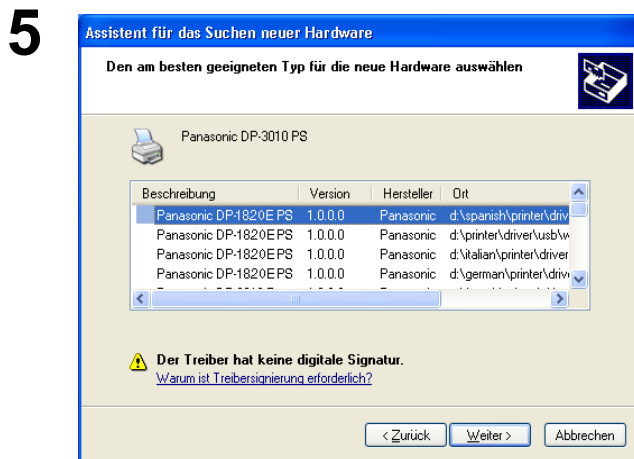 5
Assistent für das Suchen neuer Hardware
Den am besten geeigneten Typ für die neue Hardware auswählen
Panasonic DP-3010 PS
Beschreibung Version Hersteller Ort
Panasonic DP-1820E PS 1.0.0.0 Panasonic d:\spanish\printer\driv
Panasonic DP-1820E PS 1.0.0.0 Panasonic d:\printer\driver\usb\w
Panasonic DP-1820E PS 1.0.0.0 Panasonic d:\italian\printer\driver
Panasonic DP-1820E PS 1.0.0.0 Panasonic d:\german\printer\driv
Der Treiber hat keine digitale Signatur.
Warum ist Treibersignierung erforderlich?
< Zurück Weiter > Abbrechen